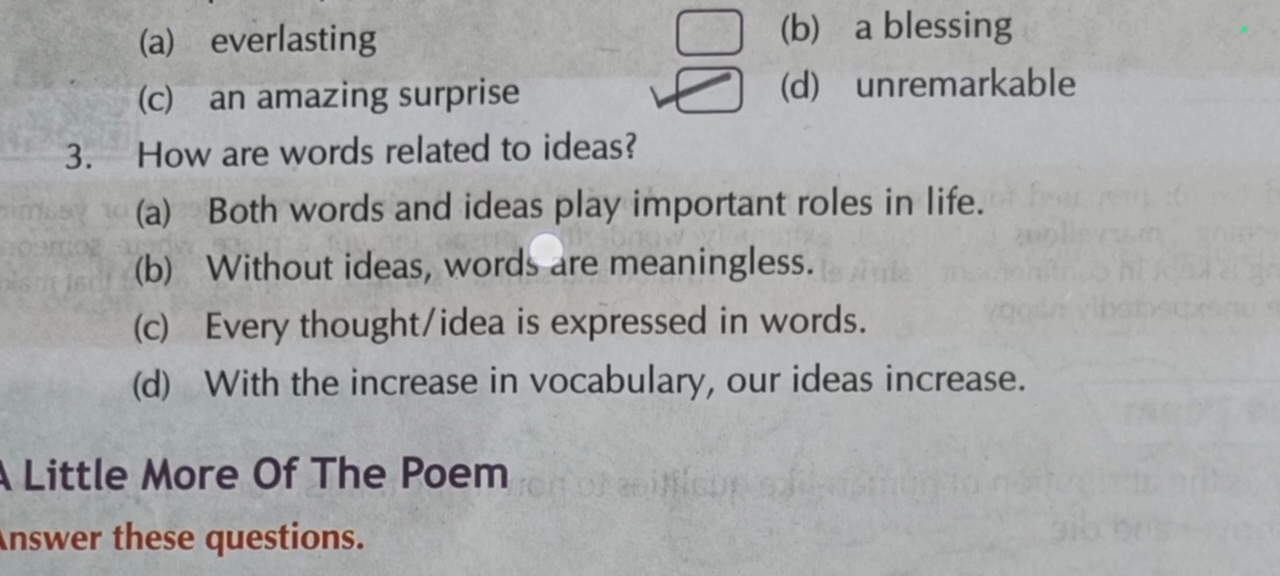 (a) everlasting (b) a blessing
(c) an amazing surprise (d) unremarkable
3. How are words related to ideas?
(a) Both words and ideas play important roles in life.
(b) Without ideas, words are meaningless.
(c) Every thought/idea is expressed in words.
(d) With the increase in vocabulary, our ideas increase.
A Little More Of The Poem
Answer these questions.